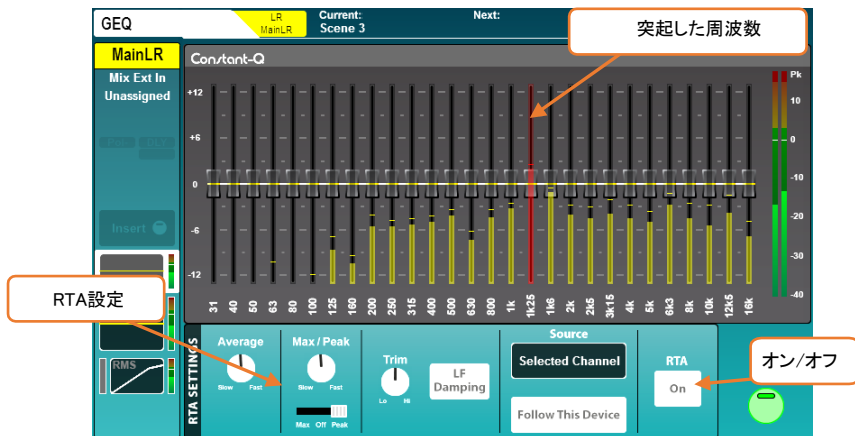 GEQ
LR
MainLR
Current:
Scene 3
Next:
突起した周波数
MainLR
Mix Ext In
Unassigned
Constant-Q
Pk
+12
+6
0
-6
-12
10
0
-10
-20
-30
-40
Insert
31 40 50 63 80 100 125 160 200 250 315 400 500 630 800 1k 1k25 1k6 2k 2k5 3k15 4k 5k 6k3 8k 10k 12k5 16k
RTA設定
RMS
RTA SETTINGS
Average
Slow Fast
Max/Peak
Slow Fast
Max Off Peak
Trim
Lo Hi
LF
Damping
Source
Selected Channel
Follow This Device
RTA
On
オン/オフ